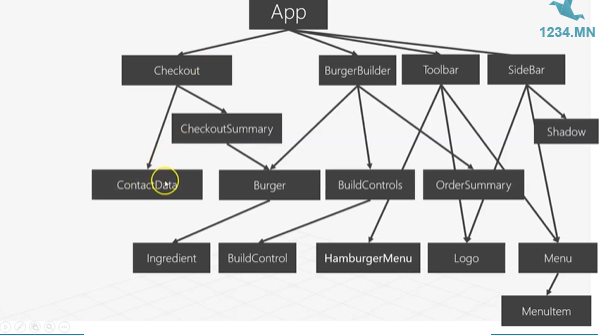 App
1234.MN
Checkout
BurgerBuilder
Toolbar
SideBar
CheckoutSummary
Shadow
ContactData
Burger
BuildControls
OrderSummary
Ingredient
BuildControl
HamburgerMenu
Logo
Menu
MenuItem